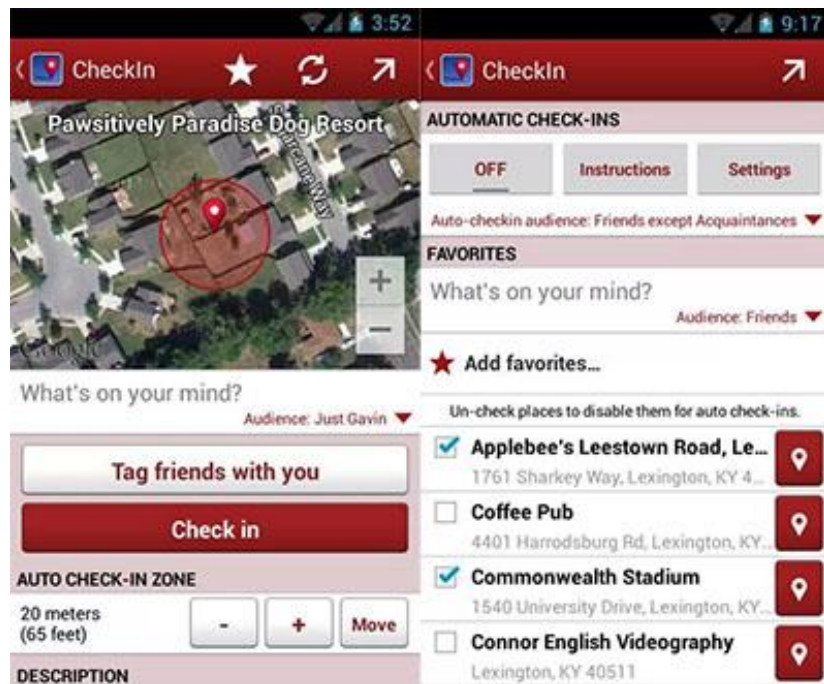 3:52
CheckIn
Pawsitively Paradise Dog Resort
Way
Google
What's on your mind?
Audience: Just Gavin
Tag friends with you
Check in
AUTO CHECK-IN ZONE
20 meters
(65 feet)
-
+
Move
DESCRIPTION
9:17
CheckIn
AUTOMATIC CHECK-INS
OFF
Instructions
Settings
Auto-checkin audience: Friends except Acquaintances
FAVORITES
What's on your mind?
Audience: Friends
Add favorites...
Un-check places to disable them for auto check-ins.
Applebee's Leestown Road, Le...
1761 Sharkey Way, Lexington, KY 4...
Coffee Pub
4401 Harrodsburg Rd, Lexington, KY...
Commonwealth Stadium
1540 University Drive, Lexington, KY...
Connor English Videography
Lexington, KY 40511